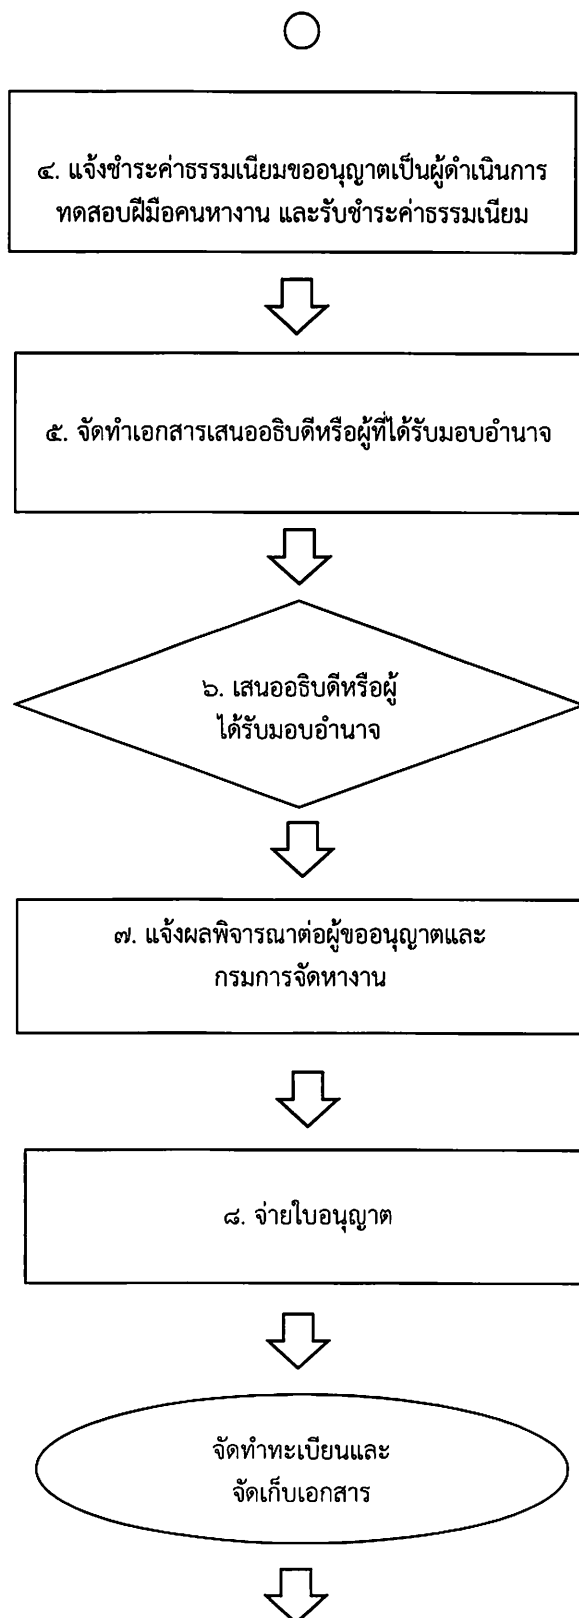 ๔. แจ้งชำระค่าธรรมเนียมขออนุญาตเป็นผู้ดำเนินการ
ทดสอบฝีมือคนหางาน และรับชำระค่าธรรมเนียม
๕. จัดทำเอกสารเสนออธิบดีหรือผู้ที่ได้รับมอบอำนาจ
๖. เสนออธิบดีหรือผู้
ได้รับมอบอำนาจ
๗. แจ้งผลพิจารณาต่อผู้ขออนุญาตและ
กรมการจัดหางาน
๘. จ่ายใบอนุญาต
จัดทำทะเบียนและ
จัดเก็บเอกสาร